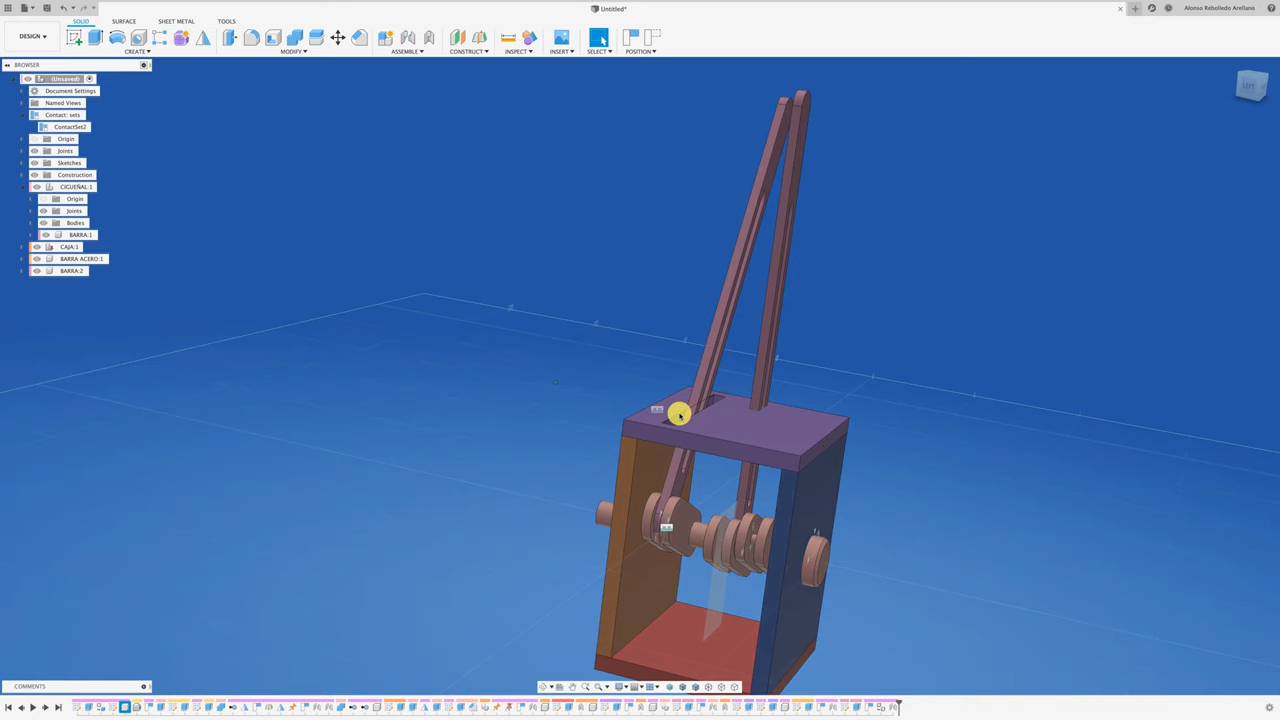 Untitled*
Alonso Rebolledo Arellano
DESIGN
SOLID
SURFACE
SHEET METAL
TOOLS
CREATE
MODIFY
ASSEMBLE
CONSTRUCT
INSPECT
INSERT
SELECT
POSITION
BROWSER
(Unsaved)
Document Settings
Named Views
Contact: sets
ContactSet2
Origin
Joints
Sketches
Construction
CIGUEÑAL:1
Origin
Joints
Bodies
BARRA:1
CAJA:1
BARRA ACERO:1
BARRA:2
LEFT
COMMENTS